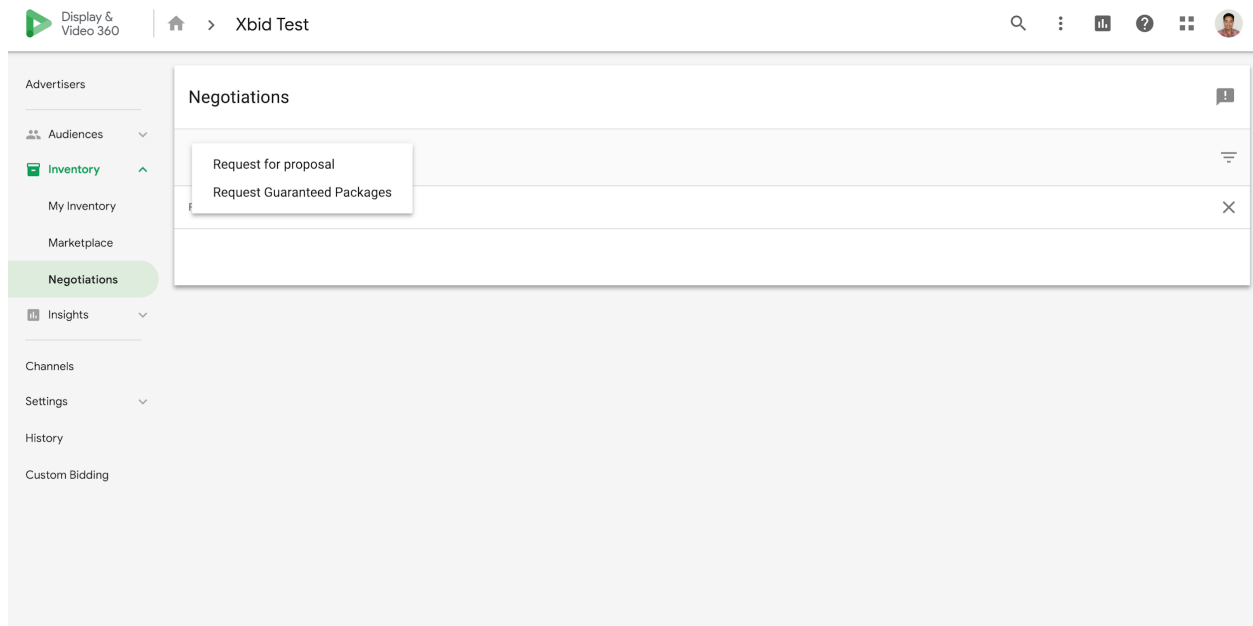 Display &
Video 360
Xbid Test
Advertisers
Audiences
Inventory
My Inventory
Marketplace
Negotiations
Insights
Channels
Settings
History
Custom Bidding
Negotiations
Request for proposal
Request Guaranteed Packages